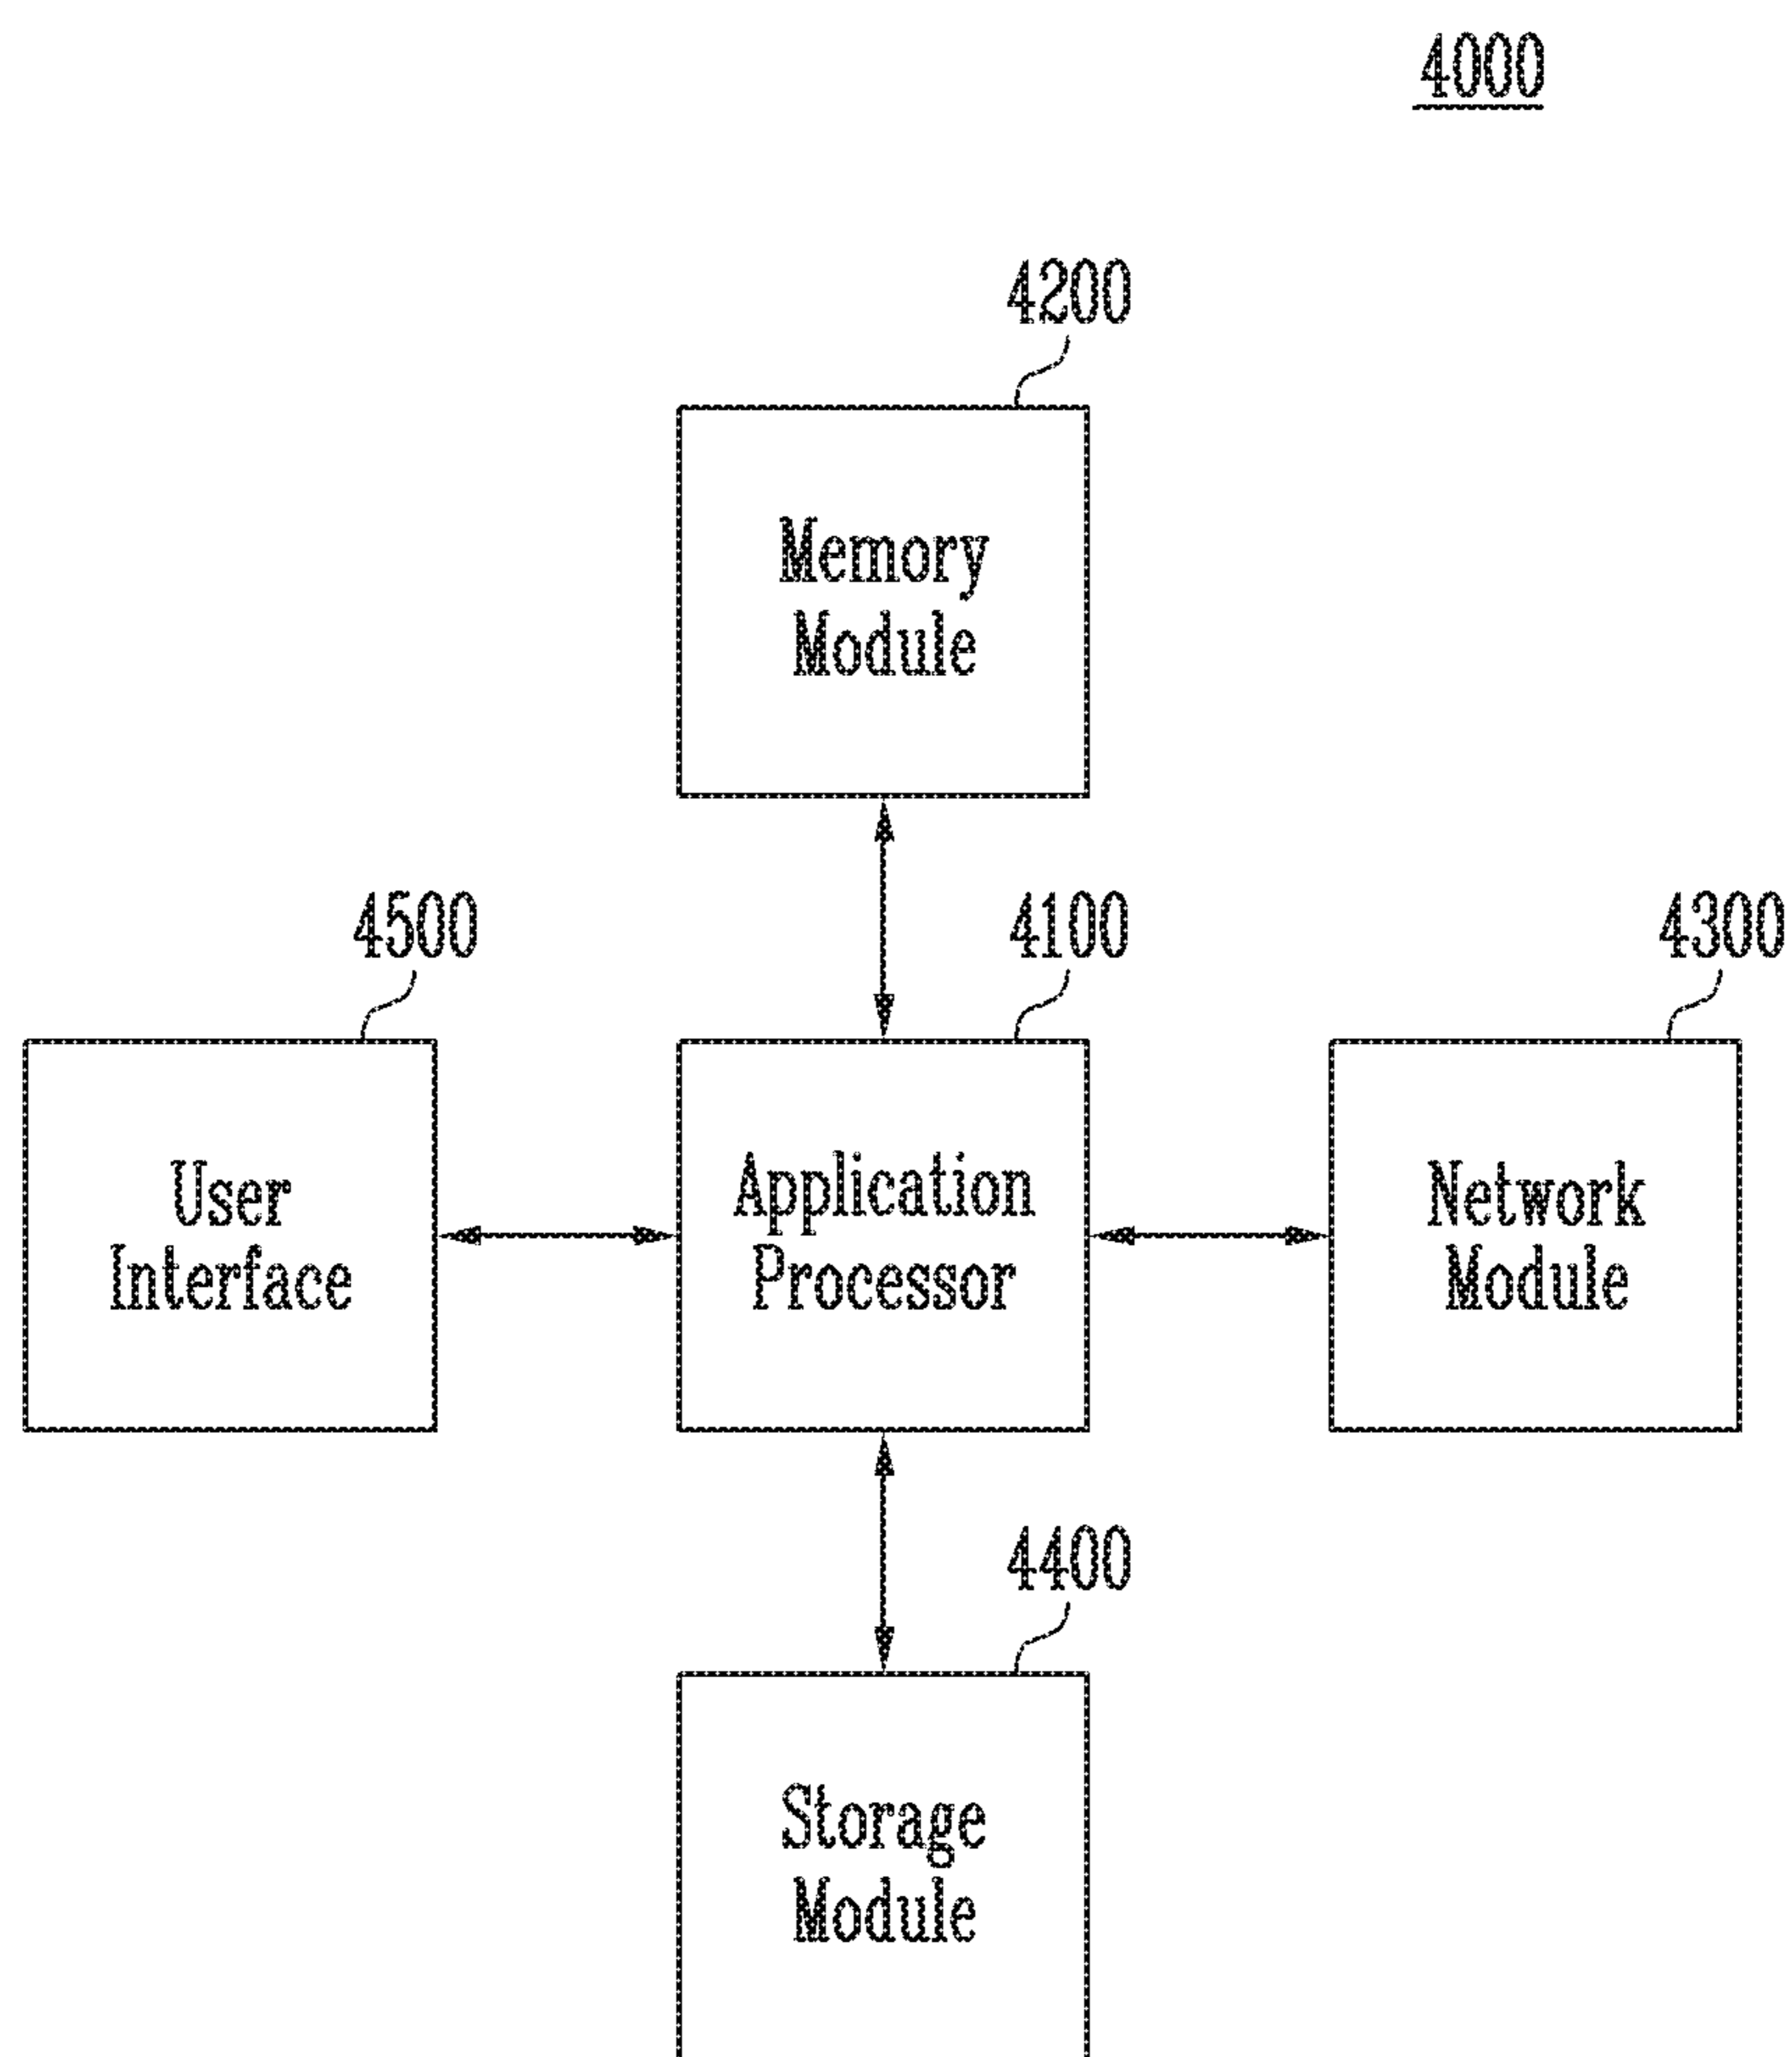 4000
4200
Memory
Module
4500
4100
4300
User
Interface
Application
Processor
Network
Module
4400
Storage
Module